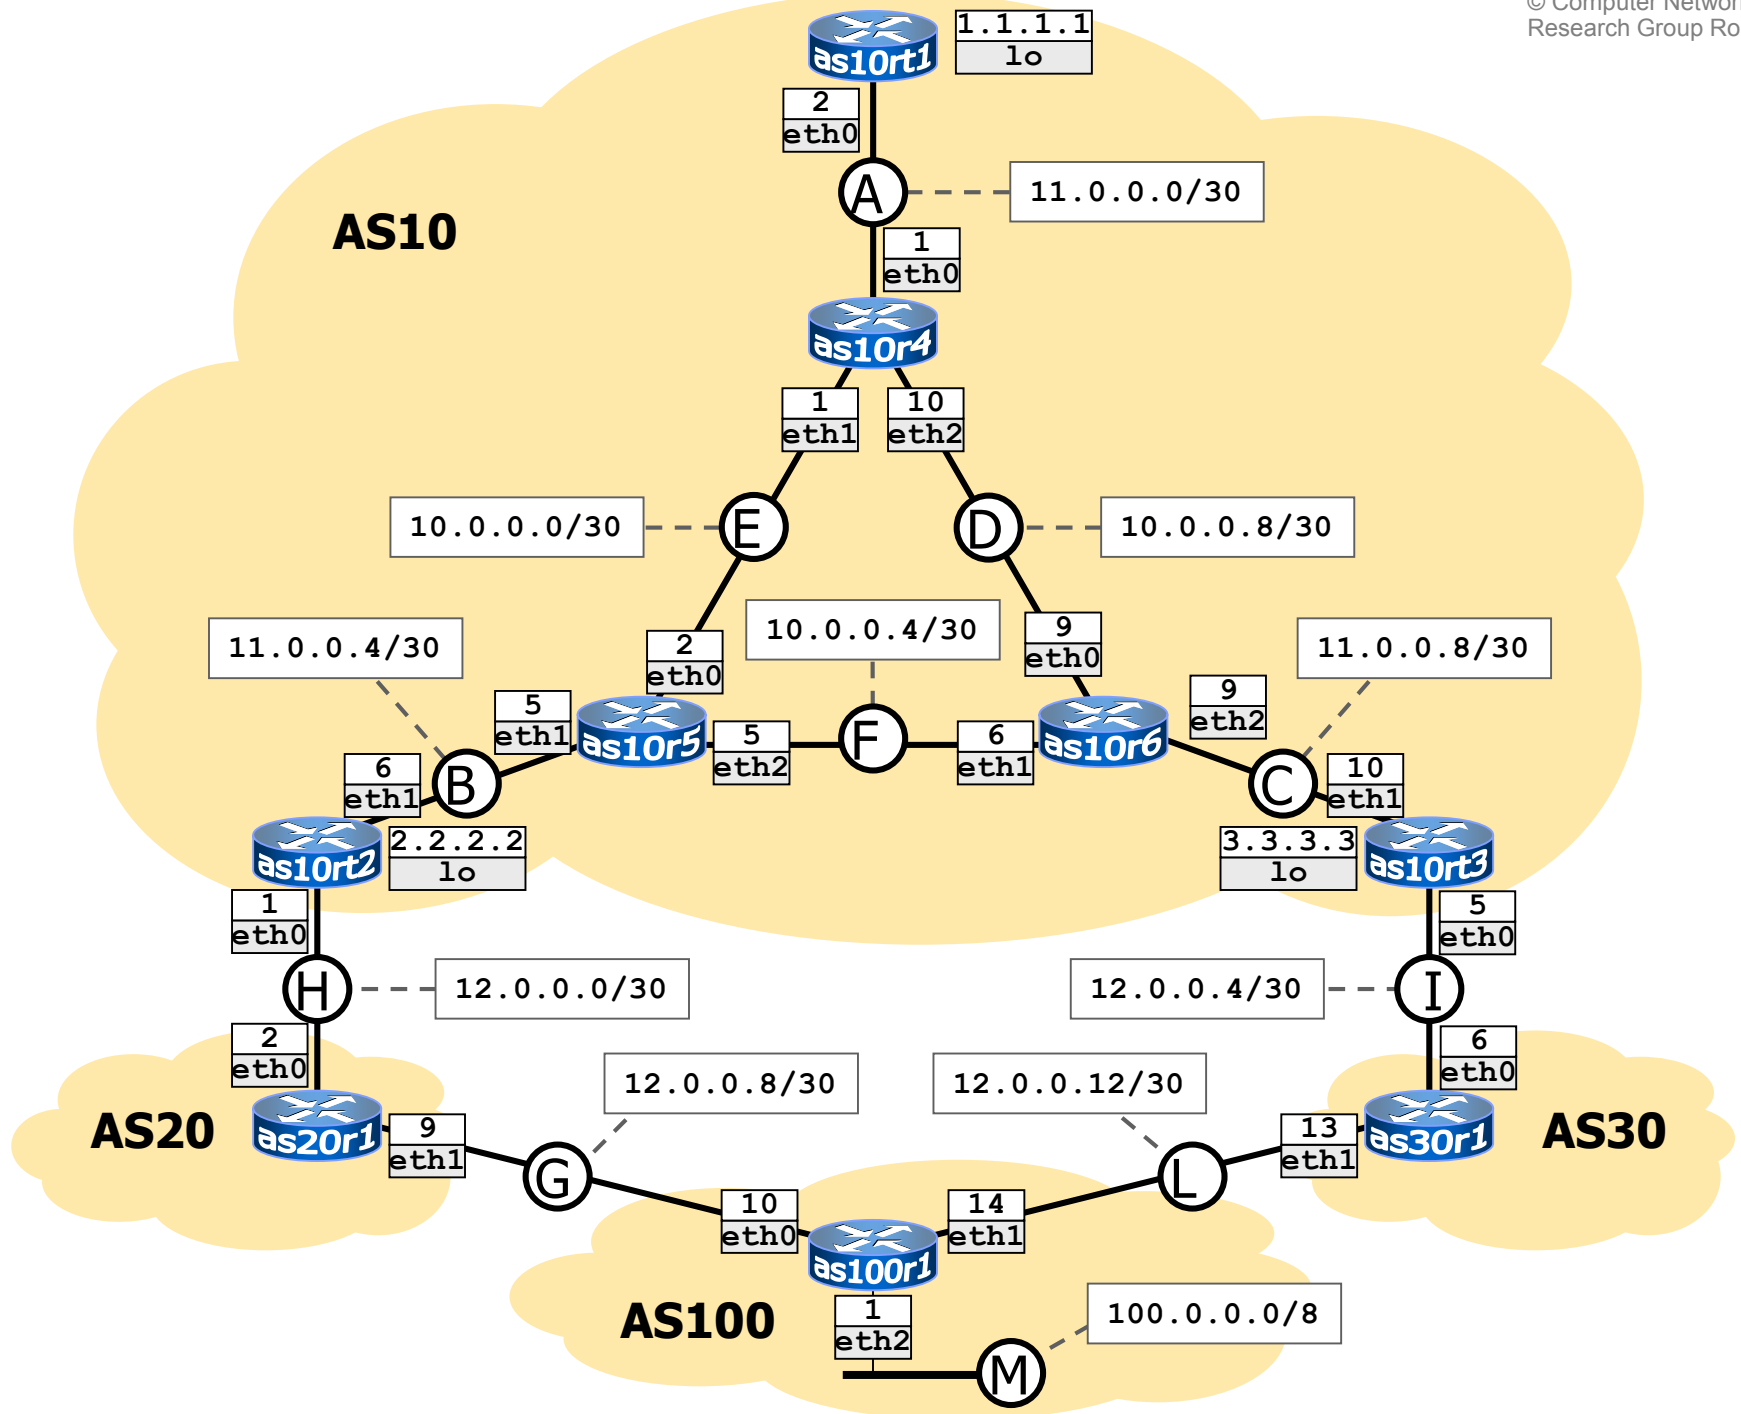 © Computer Networ
Research Group Ro
1.1.1.1
lo
as10rt1
2
eth0
A
11.0.0.0/30
AS10
1
eth0
as10r4
1
eth1
10
eth2
10.0.0.0/30
E
D
10.0.0.8/30
11.0.0.4/30
10.0.0.4/30
11.0.0.8/30
2
eth0
9
eth0
5
eth1
as10r5
5
eth2
F
6
eth1
as10r6
9
eth2
6
eth1
B
C
10
eth1
as10rt2
2.2.2.2
lo
3.3.3.3
lo
as10rt3
1
eth0
5
eth0
H
12.0.0.0/30
12.0.0.4/30
I
2
eth0
6
eth0
12.0.0.8/30
12.0.0.12/30
AS20
as20r1
9
eth1
13
eth1
as30r1
AS30
G
L
10
eth0
14
eth1
as100r1
AS100
1
eth2
100.0.0.0/8
M